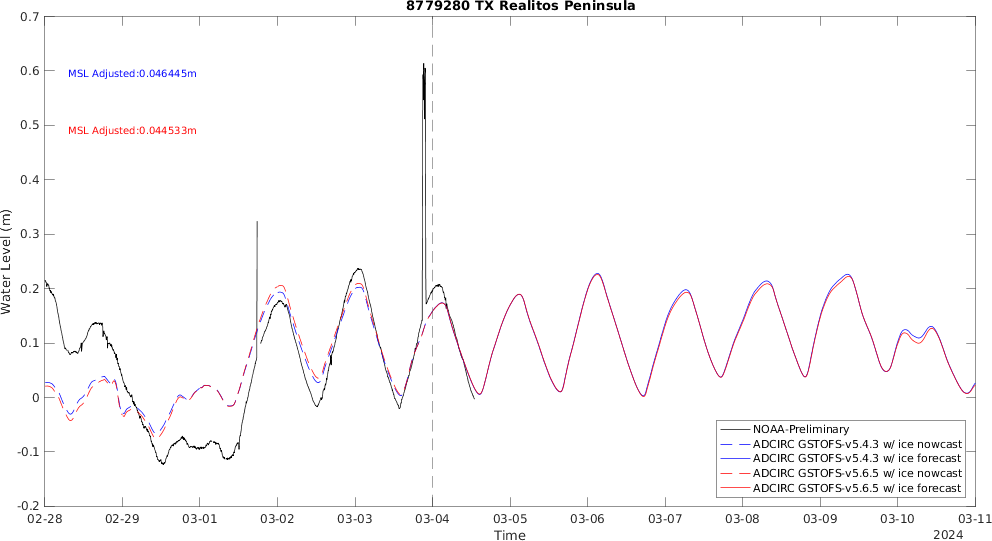 8779280 TX Realitos Peninsula
0.7
0.6
0.5
0.4
0.3
0.2
0.1
0
-0.1
-0.2
Water Level (m)
MSL Adjusted:0.046445m
MSL Adjusted:0.044533m
NOAA-Preliminary
ADCIRC GSTOFS-v5.4.3 w/ ice nowcast
ADCIRC GSTOFS-v5.4.3 w/ ice forecast
ADCIRC GSTOFS-v5.6.5 w/ ice nowcast
ADCIRC GSTOFS-v5.6.5 w/ ice forecast
02-28 02-29 03-01 03-02 03-03 03-04 03-05 03-06 03-07 03-08 03-09 03-10 03-11
Time
2024